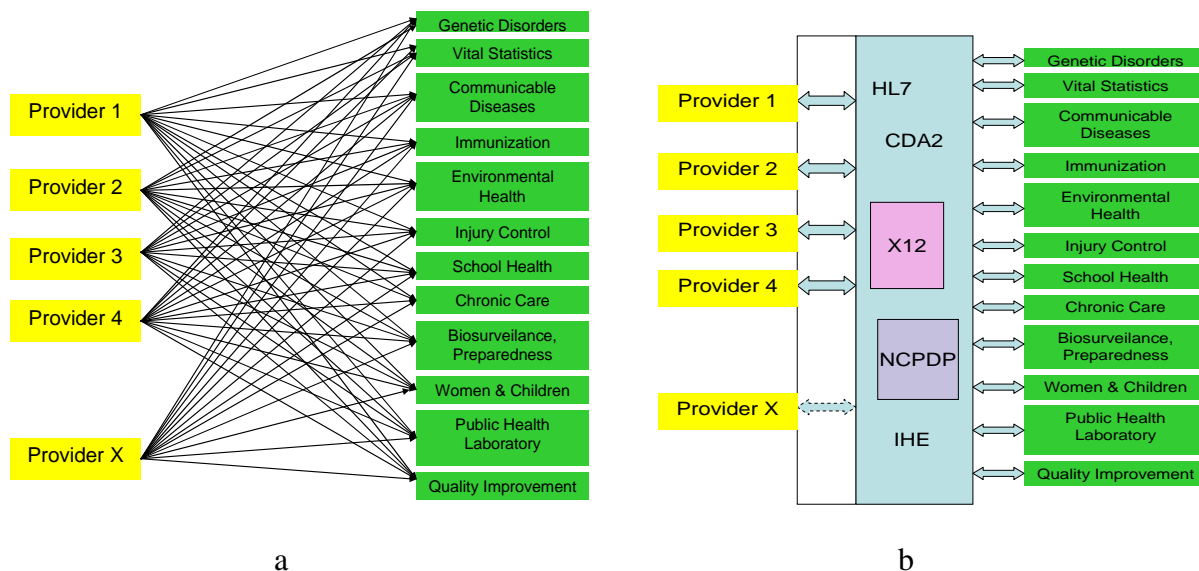 Provider 1
Provider 2
Provider 3
Provider 4
Provider X
Genetic Disorders
Vital Statistics
Communicable
Diseases
Immunization
Environmental
Health
Injury Control
School Health
Chronic Care
Biosurveilance,
Preparedness
Women & Children
Public Health
Laboratory
Quality Improvement
a
Provider 1
Provider 2
Provider 3
Provider 4
Provider X
HL7
CDA2
X12
NCPDP
IHE
Genetic Disorders
Vital Statistics
Communicable
Diseases
Immunization
Environmental
Health
Injury Control
School Health
Chronic Care
Biosurveilance,
Preparedness
Women & Children
Public Health
Laboratory
Quality Improvement
b